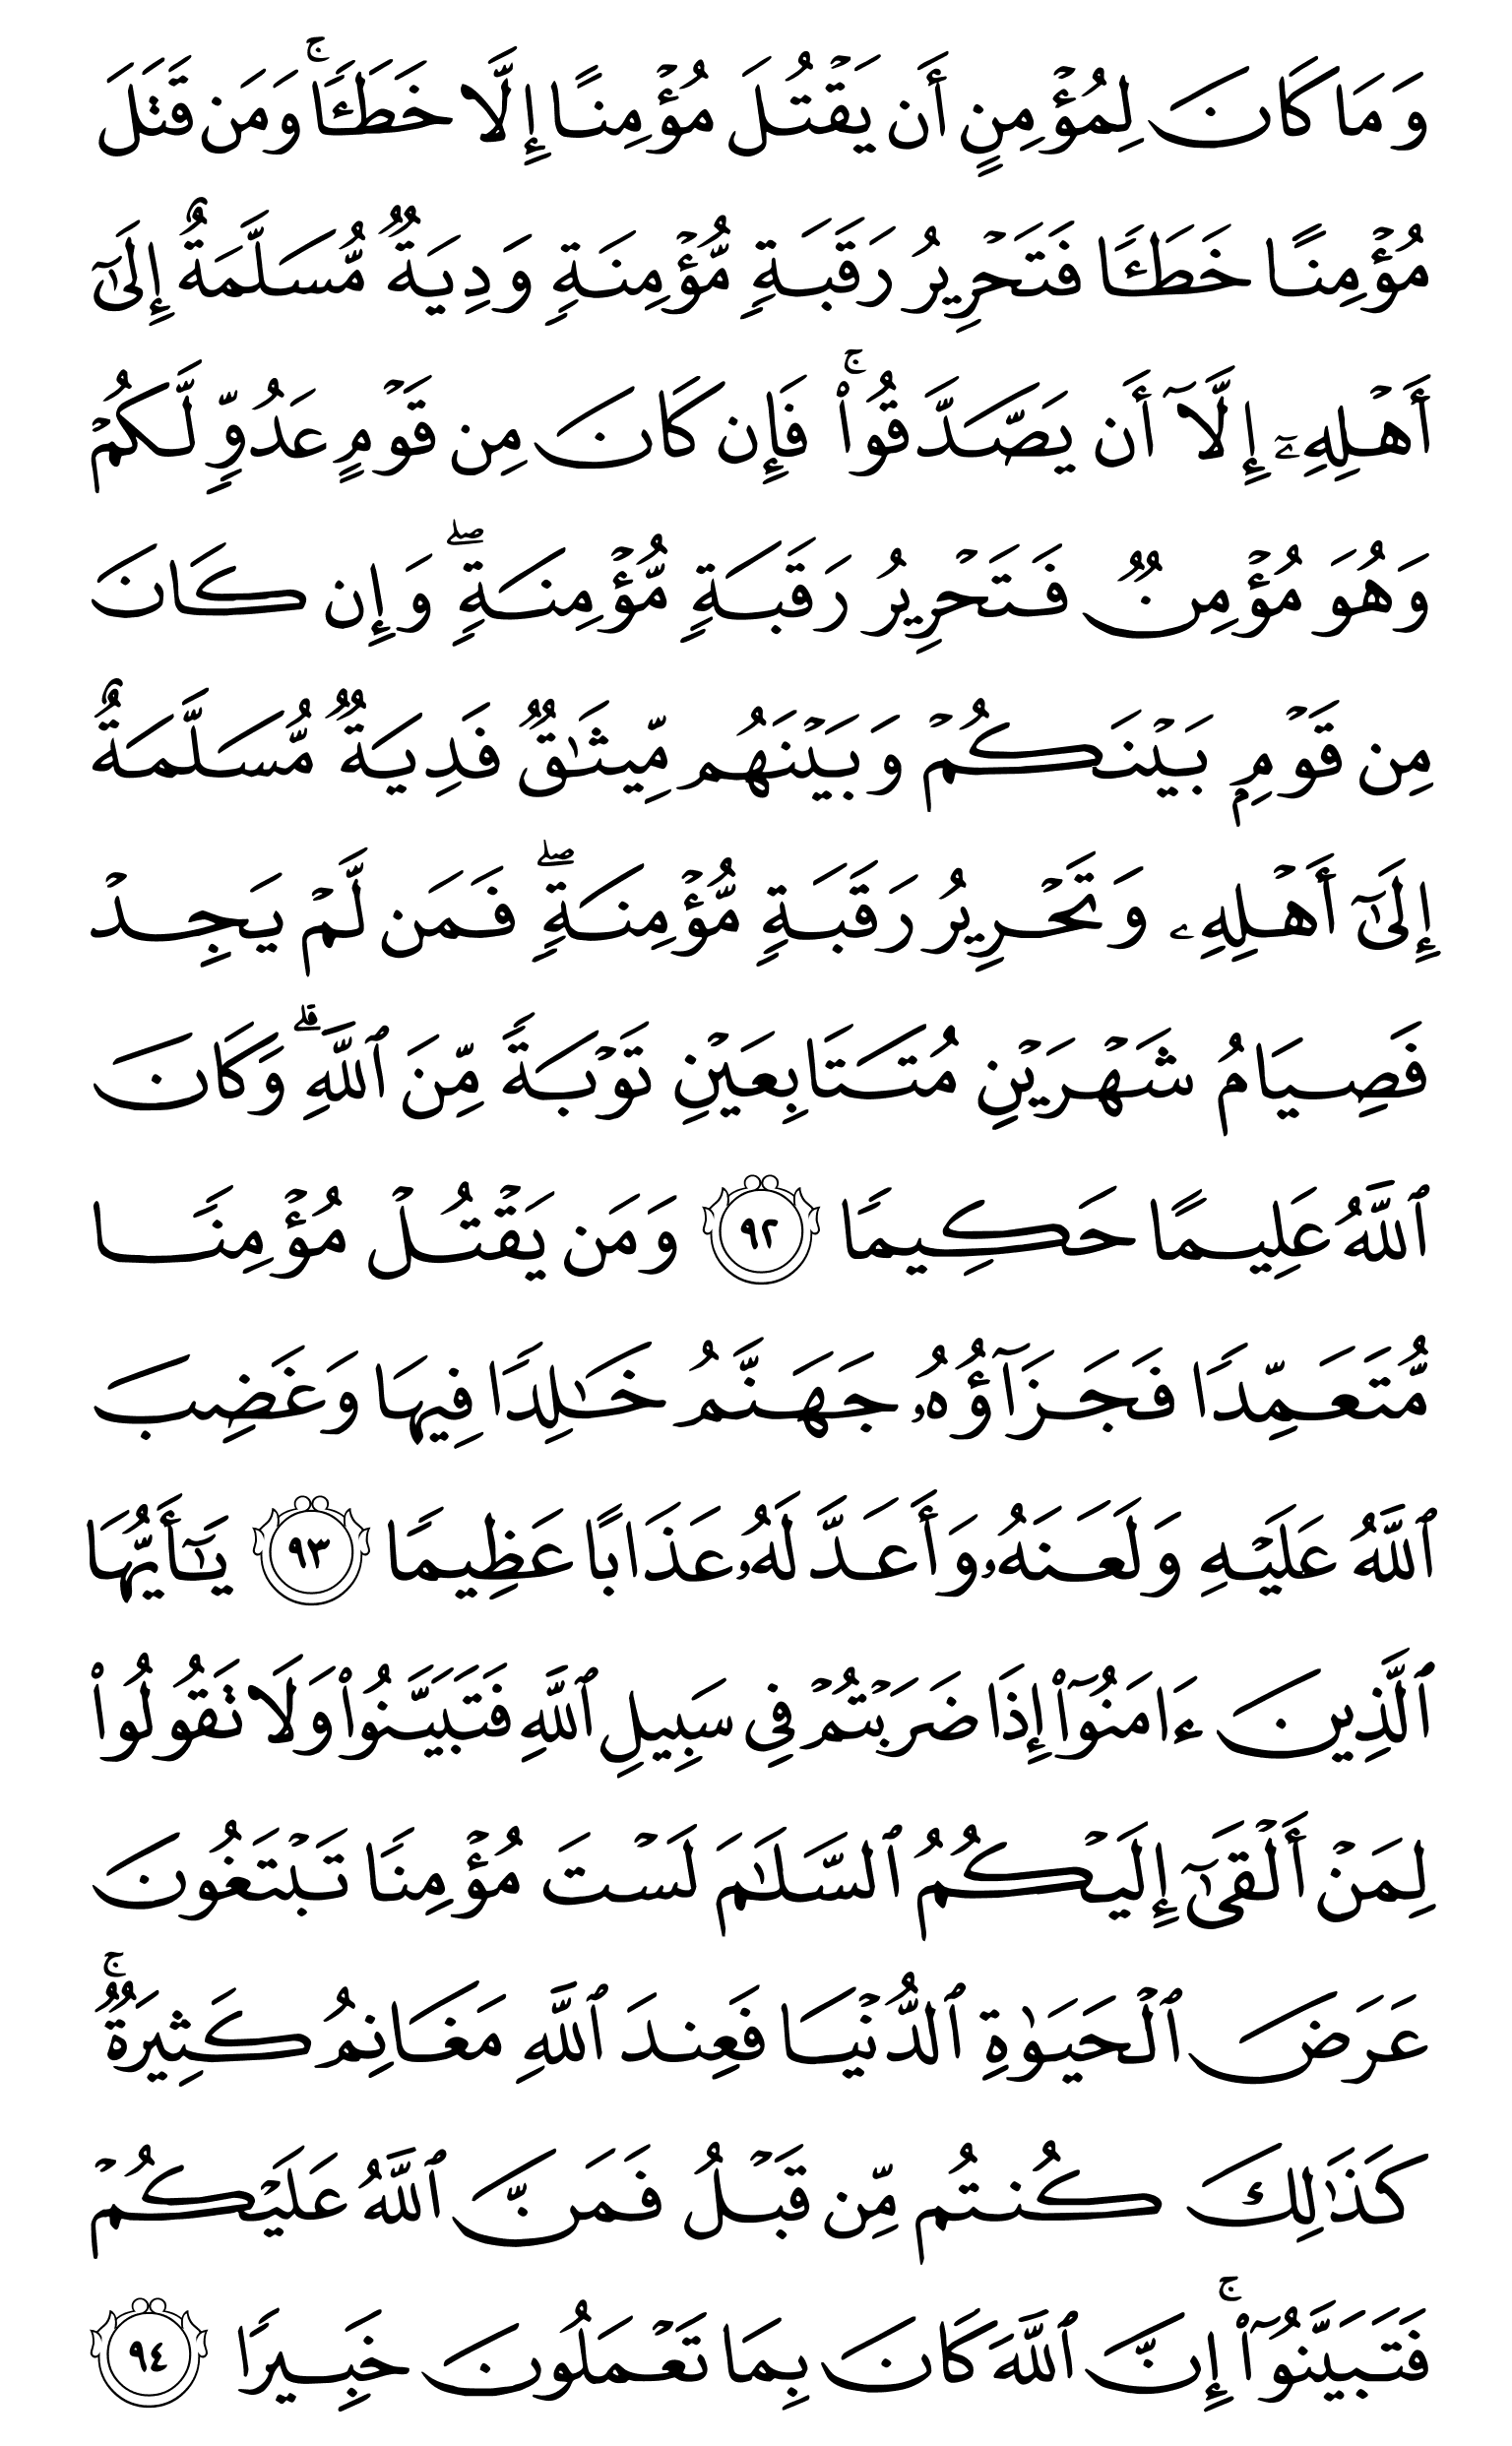 وَمَا كَانَ لِمُؤۡمِنٍ أَن يَقۡتُلَ مُؤۡمِنًا إِلَّا خَطَـٔٗاۚ وَمَن قَتَلَ
مُؤۡمِنًا خَطَـٔٗا فَتَحۡرِيرُ رَقَبَةٖ مُّؤۡمِنَةٖ وَدِيَةٞ مُّسَلَّمَةٌ إِلَىٰٓ
أَهۡلِهِۦٓ إِلَّآ أَن يَصَّدَّقُواْۚ فَإِن كَانَ مِن قَوۡمٍ عَدُوّٖ لَّكُمۡ
وَهُوَ مُؤۡمِنٞ فَتَحۡرِيرُ رَقَبَةٖ مُّؤۡمِنَةٖۖ وَإِن كَانَ
مِن قَوۡمِۭ بَيۡنَكُمۡ وَبَيۡنَهُم مِّيثَٰقٞ فَدِيَةٞ مُّسَلَّمَةٌ
إِلَىٰٓ أَهۡلِهِۦ وَتَحۡرِيرُ رَقَبَةٖ مُّؤۡمِنَةٖۖ فَمَن لَّمۡ يَجِدۡ
فَصِيَامُ شَهۡرَيۡنِ مُتَتَابِعَيۡنِ تَوۡبَةٗ مِّنَ ٱللَّهِۗ وَكَانَ
ٱللَّهُ عَلِيمًا حَكِيمٗا ٩٢ وَمَن يَقۡتُلۡ مُؤۡمِنٗا
مُّتَعَمِّدٗا فَجَزَآؤُهُۥ جَهَنَّمُ خَٰلِدٗا فِيهَا وَغَضِبَ
ٱللَّهُ عَلَيۡهِ وَلَعَنَهُۥ وَأَعَدَّ لَهُۥ عَذَابًا عَظِيمٗا ٩٣ يَٰٓأَيُّهَا
ٱلَّذِينَ ءَامَنُوٓاْ إِذَا ضَرَبۡتُمۡ فِي سَبِيلِ ٱللَّهِ فَتَبَيَّنُواْ وَلَا تَقُولُواْ
لِمَنۡ أَلۡقَىٰٓ إِلَيۡكُمُ ٱلسَّلَٰمَ لَسۡتَ مُؤۡمِنٗا تَبۡتَغُونَ
عَرَضَ ٱلۡحَيَوٰةِ ٱلدُّنۡيَا فَعِندَ ٱللَّهِ مَغَانِمُ كَثِيرَةٞۚ
كَذَٰلِكَ كُنتُم مِّن قَبۡلُ فَمَنَّ ٱللَّهُ عَلَيۡكُمۡ
فَتَبَيَّنُوٓاْۚ إِنَّ ٱللَّهَ كَانَ بِمَا تَعۡمَلُونَ خَبِيرٗا ٩٤